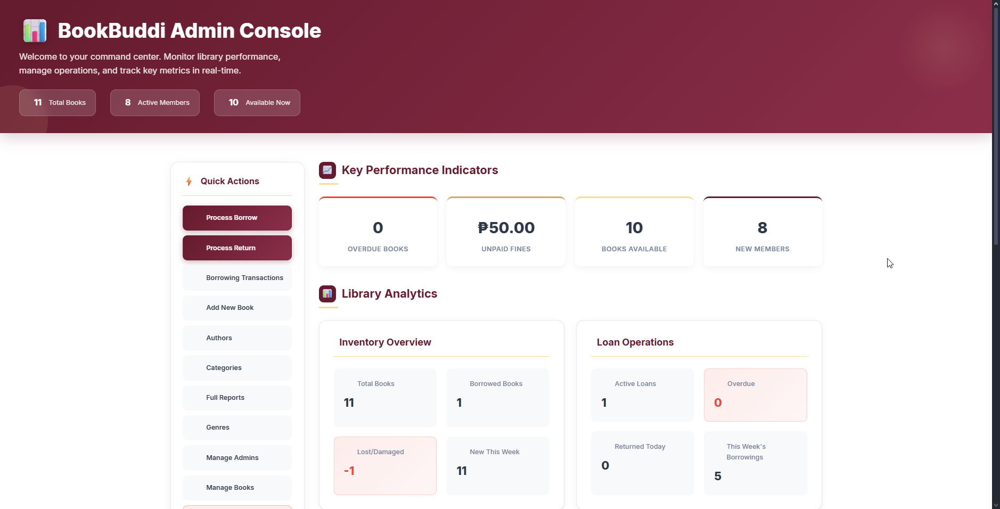 BookBuddi Admin Console
Welcome to your command center. Monitor library performance,
manage operations, and track key metrics in real-time.
11 Total Books
8 Active Members
10 Available Now
Quick Actions
Process Borrow
Process Return
Borrowing Transactions
Add New Book
Authors
Categories
Full Reports
Genres
Manage Admins
Manage Books
Key Performance Indicators
0
OVERDUE BOOKS
₱50.00
UNPAID FINES
10
BOOKS AVAILABLE
8
NEW MEMBERS
Library Analytics
Inventory Overview
Total Books
11
Borrowed Books
1
Lost/Damaged
-1
New This Week
11
Loan Operations
Active Loans
1
Overdue
0
Returned Today
0
This Week's
Borrowings
5